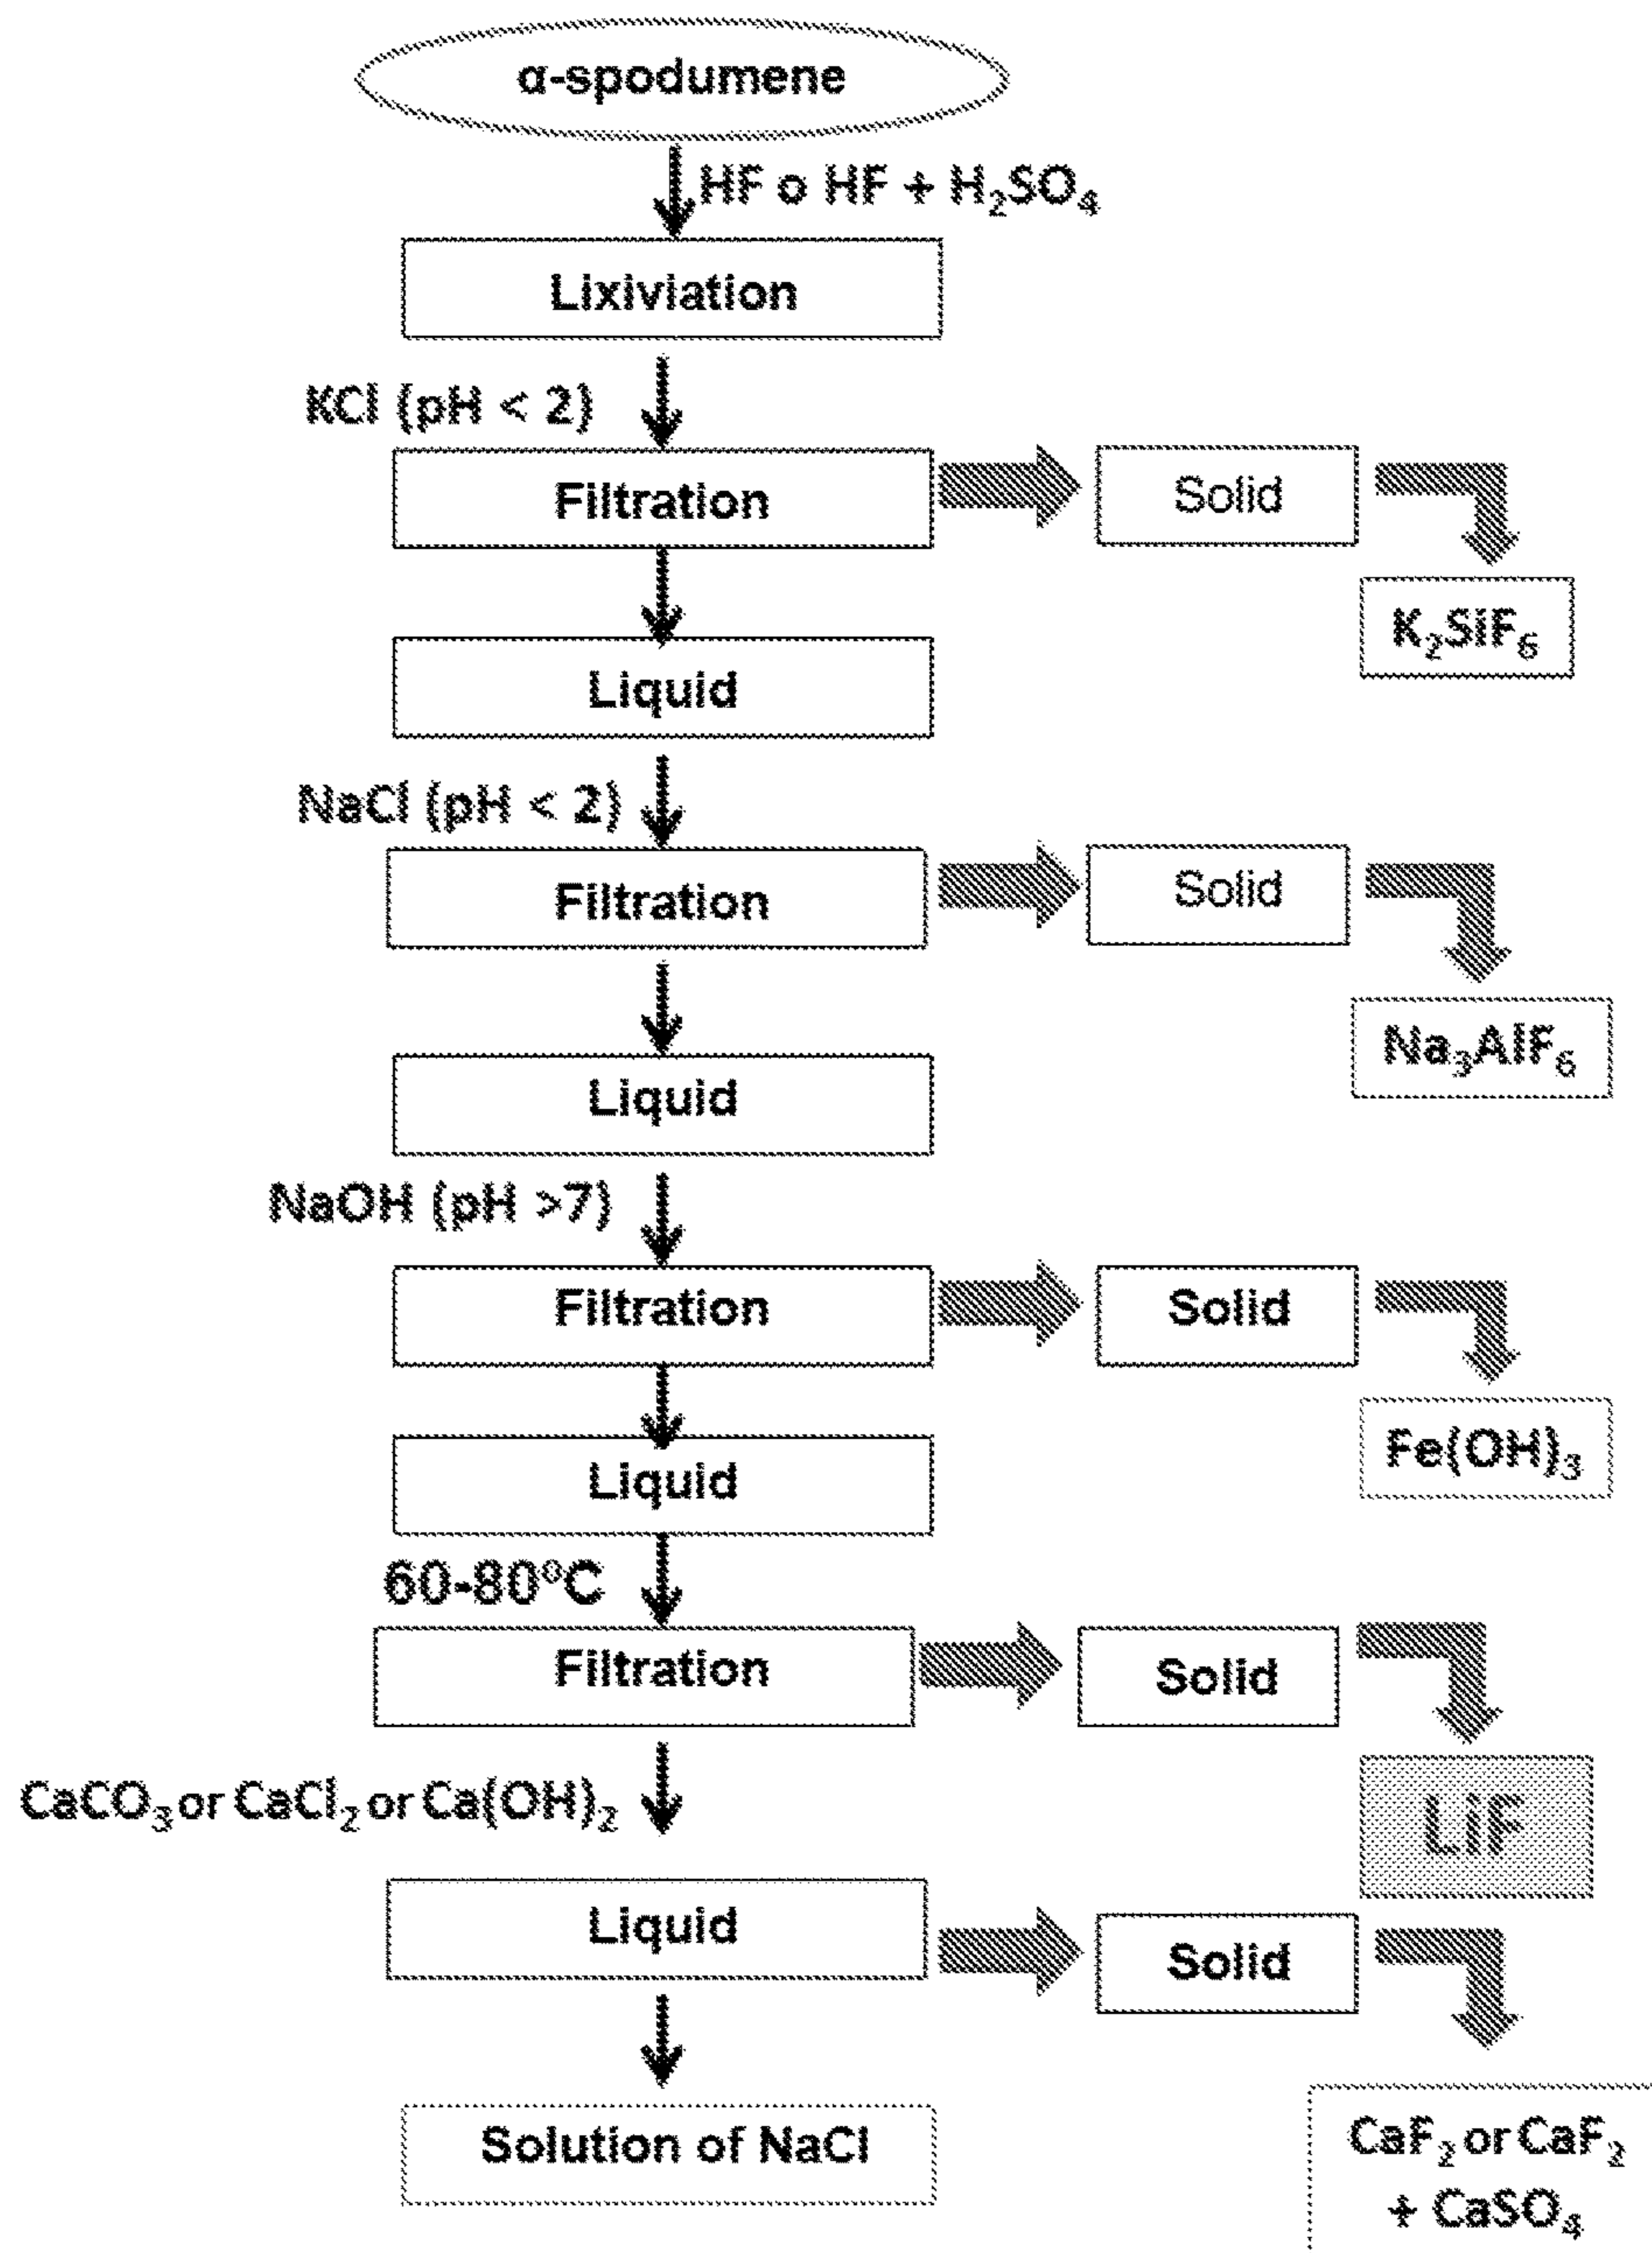 α-spodumene
HF o HF + H₂SO₄
Lixiviation
KCl (pH < 2)
Filtration
Solid
K₂SiF₆
Liquid
NaCl (pH < 2)
Filtration
Solid
Na₃AlF₆
Liquid
NaOH (pH >7)
Filtration
Solid
Fe(OH)₃
Liquid
60-80ºC
Filtration
Solid
LiF
CaCO₃ or CaCl₂ or Ca(OH)₂
Liquid
Solid
Solution of NaCl
CaF₂ or CaF₂
+ CaSO₄